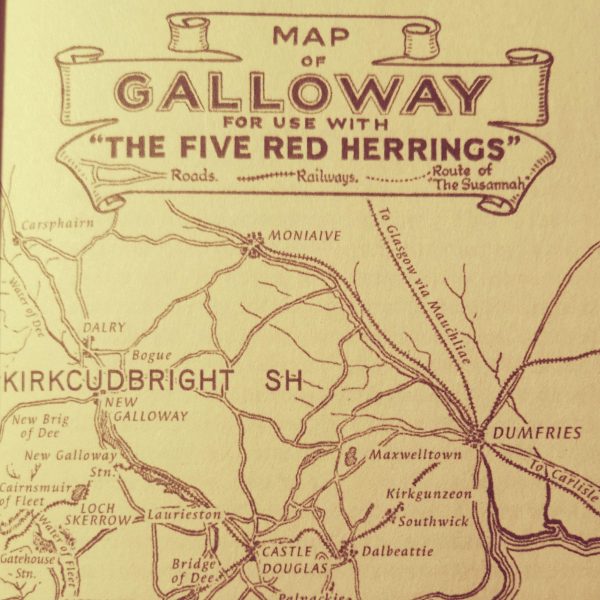 MAP
OF
GALLOWAY
FOR USE WITH
"THE FIVE RED HERRINGS"
Roads. Railways. Route of
"The Susannah"
Carsphairn
MONIAIVE
To Glasgow via Mauchliae
Water of Dee
DALRY
Bogue
KIRKCUDBRIGHT SH
NEW
GALLOWAY
New Brig
of Dee
DUMFRIES
Maxwelltown
New Galloway
Stn.
To Carlisle
Cairnsmuir
of Fleet
Kirkgunzeon
LOCH
SKERROW
Laurieston
Southwick
Water of Fleet
CASTLE
DOUGLAS
Dalbeattie
Gatehouse
Stn.
Bridge
of Dee
Palnackie